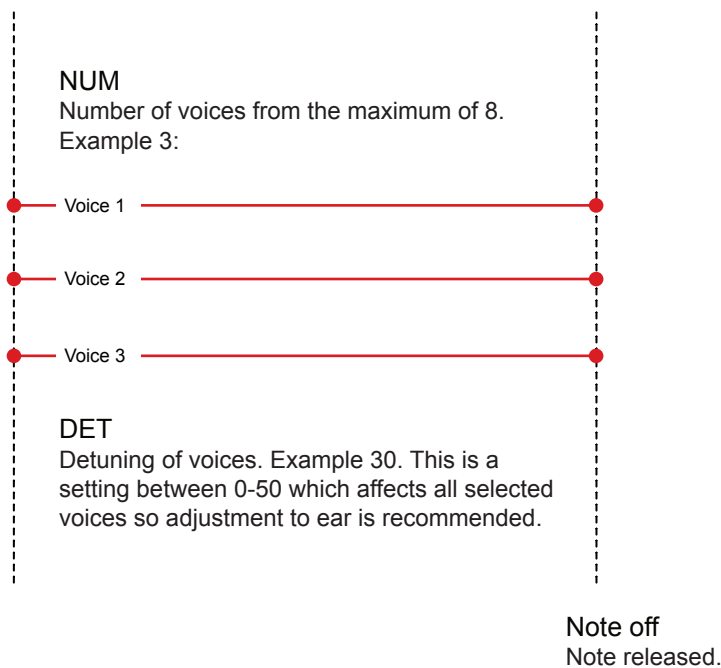 NUM
Number of voices from the maximum of 8.
Example 3:
Voice 1
Voice 2
Voice 3
DET
Detuning of voices. Example 30. This is a
setting between 0-50 which affects all selected
voices so adjustment to ear is recommended.
Note off
Note released.